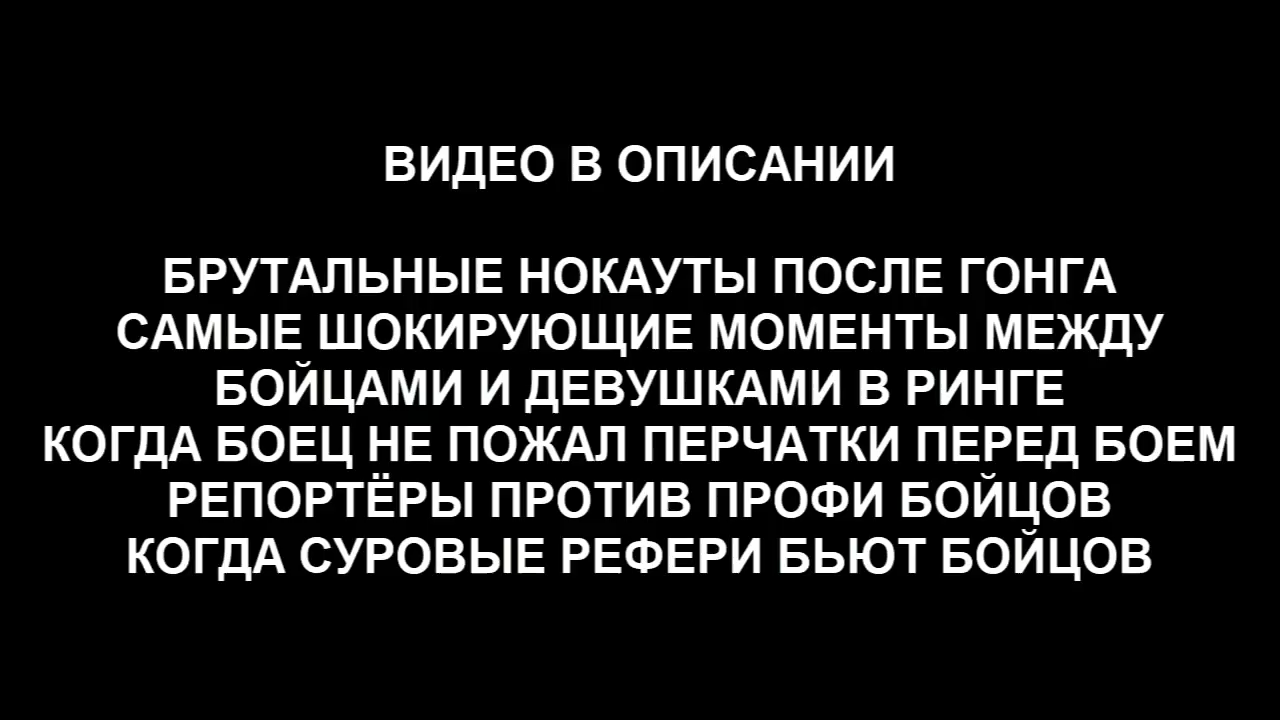 ВИДЕО В ОПИСАНИИ
БРУТАЛЬНЫЕ НОКАУТЫ ПОСЛЕ ГОНГА
САМЫЕ ШОКИРУЮЩИЕ МОМЕНТЫ МЕЖДУ
БОЙЦАМИ И ДЕВУШКАМИ В РИНГЕ
КОГДА БОЕЦ НЕ ПОЖАЛ ПЕРЧАТКИ ПЕРЕД БОЕМ
РЕПОРТЁРЫ ПРОТИВ ПРОФИ БОЙЦОВ
КОГДА СУРОВЫЕ РЕФЕРИ БЬЮТ БОЙЦОВ